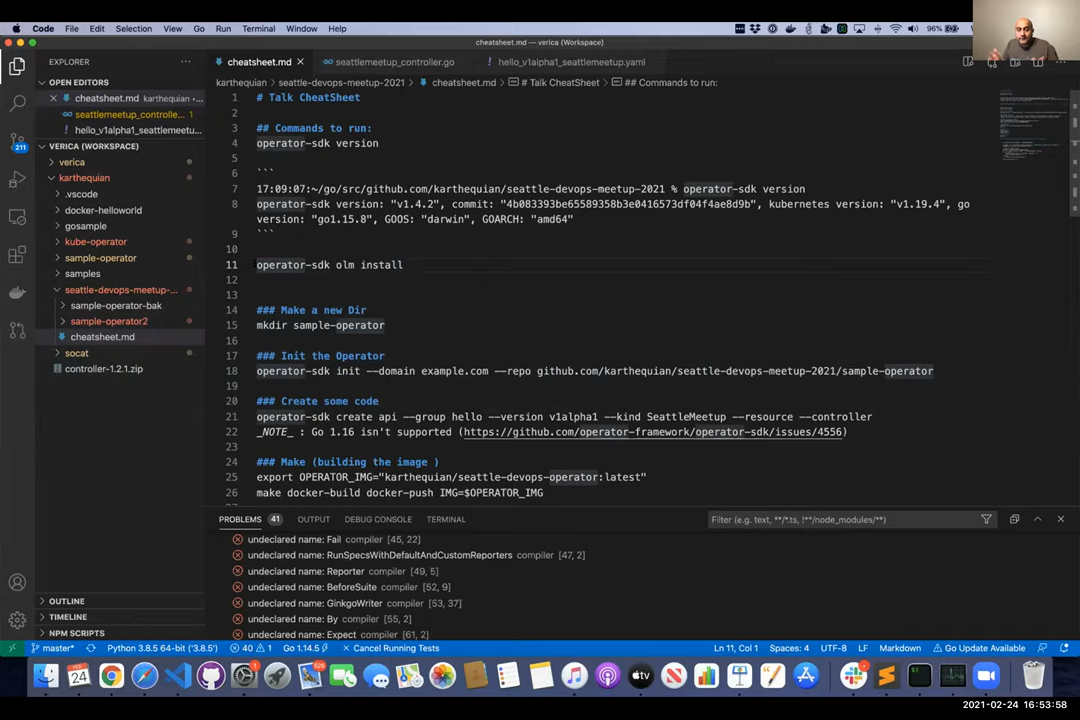 Code File Edit Selection View Go Run Terminal Window Help 96%
cheatsheet.md — verica (Workspace)
EXPLORER
cheatsheet.md
seattlemeetup_controller.go
hello_v1alpha1_seattlemeetup.yaml
OPEN EDITORS
karthequian > seattle-devops-meetup-2021 > cheatsheet.md > # Talk CheatSheet > ## Commands to run:
cheatsheet.md karthequian •...
seattlemeetup_controlle... 1
hello_v1alpha1_seattlemeetu...
VERICA (WORKSPACE)
verica
karthequian
.vscode
docker-helloworld
gosample
kube-operator
sample-operator
samples
seattle-devops-meetup-...
sample-operator-bak
sample-operator2
cheatsheet.md
socat
controller-1.2.1.zip
OUTLINE
TIMELINE
NPM SCRIPTS
211
1 # Talk CheatSheet
2
3 ## Commands to run:
4 operator-sdk version
5
6 ```
7 17:09:07:~/go/src/github.com/karthequian/seattle-devops-meetup-2021 % operator-sdk version
8 operator-sdk version: "v1.4.2", commit: "4b083393be65589358b3e0416573df04f4ae8d9b", kubernetes version: "v1.19.4", go
version: "go1.15.8", GOOS: "darwin", GOARCH: "amd64"
9 ```
10
11 operator-sdk olm install
12
13
14 ### Make a new Dir
15 mkdir sample-operator
16
17 ### Init the Operator
18 operator-sdk init --domain example.com --repo github.com/karthequian/seattle-devops-meetup-2021/sample-operator
19
20 ### Create some code
21 operator-sdk create api --group hello --version v1alpha1 --kind SeattleMeetup --resource --controller
22 _NOTE_ : Go 1.16 isn't supported (https://github.com/operator-framework/operator-sdk/issues/4556)
23
24 ### Make (building the image )
25 export OPERATOR_IMG="karthequian/seattle-devops-operator:latest"
26 make docker-build docker-push IMG=$OPERATOR_IMG
PROBLEMS 41 OUTPUT DEBUG CONSOLE TERMINAL Filter (e.g. text, **/*.ts, !**/node_modules/**)
undeclared name: Fail compiler [45, 22]
undeclared name: RunSpecsWithDefaultAndCustomReporters compiler [47, 2]
undeclared name: Reporter compiler [49, 5]
undeclared name: BeforeSuite compiler [52, 9]
undeclared name: GinkgoWriter compiler [53, 37]
undeclared name: By compiler [55, 2]
undeclared name: Expect compiler [61, 2]
master* Python 3.8.5 64-bit ('3.8.5') 40 1 Go 1.14.5 Cancel Running Tests Ln 11, Col 1 Spaces: 4 UTF-8 LF Markdown Go Update Available
24
tv
2021-02-24 16:53:58